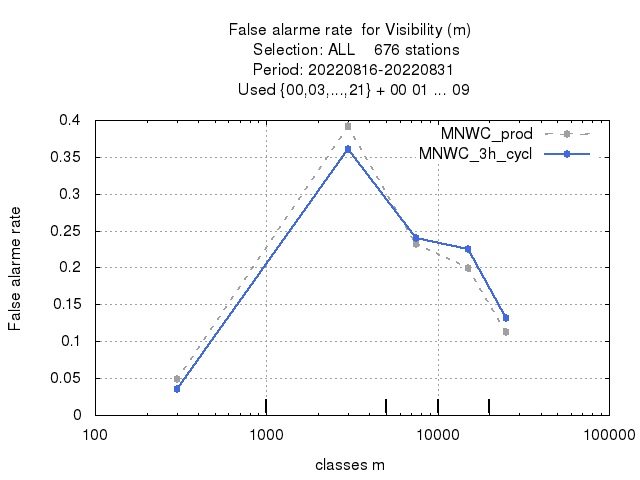 False alarme rate  for Visibility (m)
Selection: ALL    676 stations
Period: 20220816-20220831
Used {00,03,...,21} + 00 01 ... 09
MNWC_prod
MNWC_3h_cycl
0.4
0.35
0.3
0.25
0.2
0.15
0.1
0.05
0
False alarme rate
100
1000
10000
100000
classes m